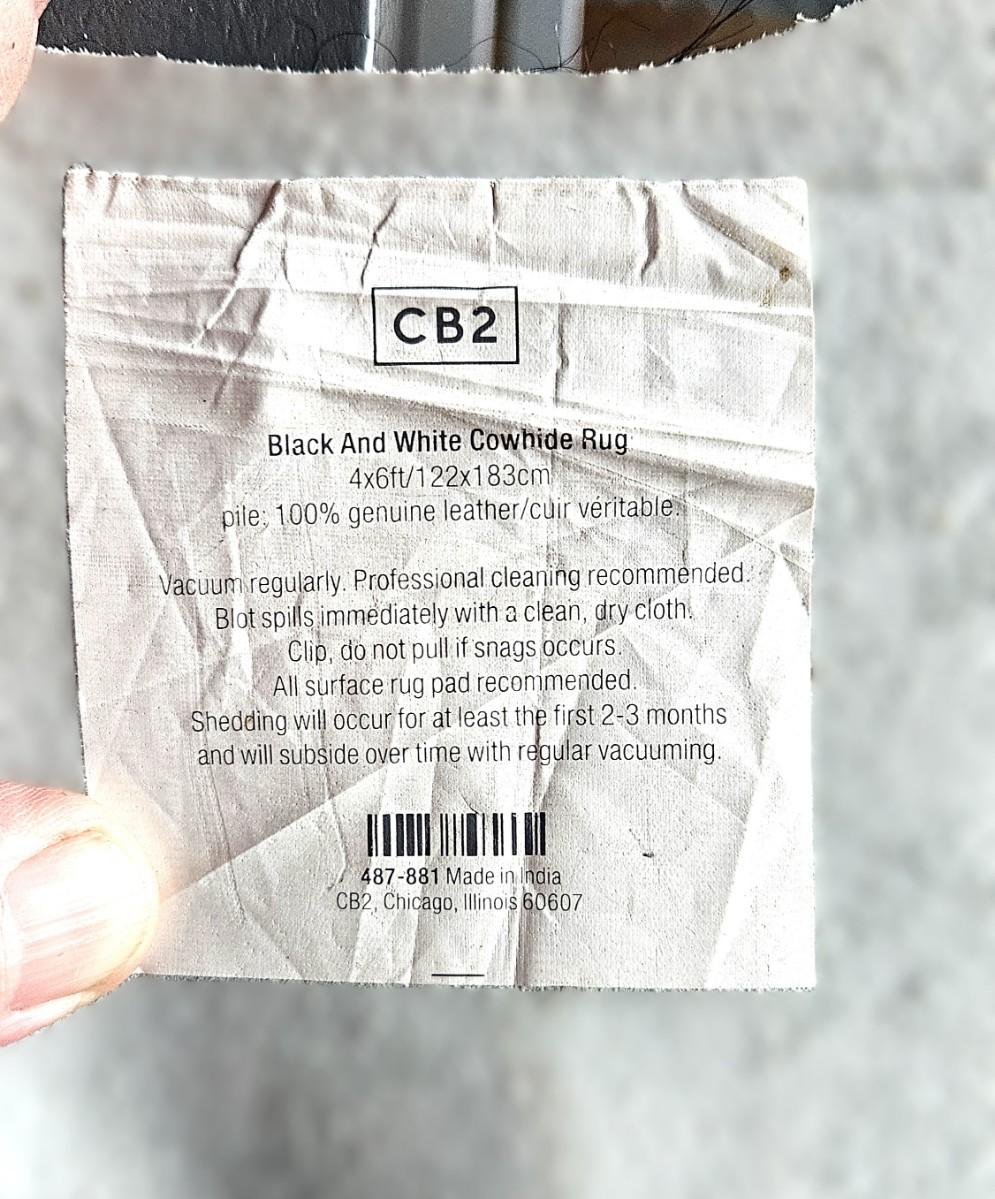 CB2
Black And White Cowhide Rug
4x6ft/122x183cm
pile: 100% genuine leather/cuir véritable.
Vacuum regularly. Professional cleaning recommended.
Blot spills immediately with a clean, dry cloth.
Clip, do not pull if snags occurs.
All surface rug pad recommended.
Shedding will occur for at least the first 2-3 months
and will subside over time with regular vacuuming.
487-881 Made in India
CB2, Chicago, Illinois 60607